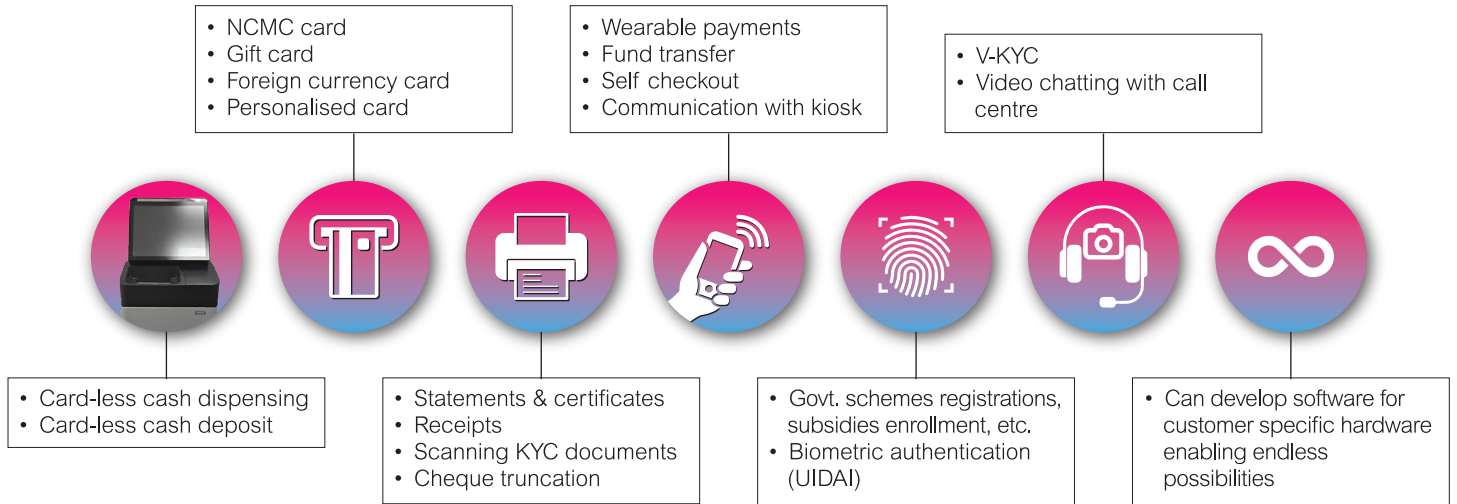 • NCMC card
• Gift card
• Foreign currency card
• Personalised card
• Wearable payments
• Fund transfer
• Self checkout
• Communication with kiosk
• V-KYC
• Video chatting with call
centre
• Card-less cash dispensing
• Card-less cash deposit
• Statements & certificates
• Receipts
• Scanning KYC documents
• Cheque truncation
• Govt. schemes registrations,
subsidies enrollment, etc.
• Biometric authentication
(UIDAI)
• Can develop software for
customer specific hardware
enabling endless
possibilities